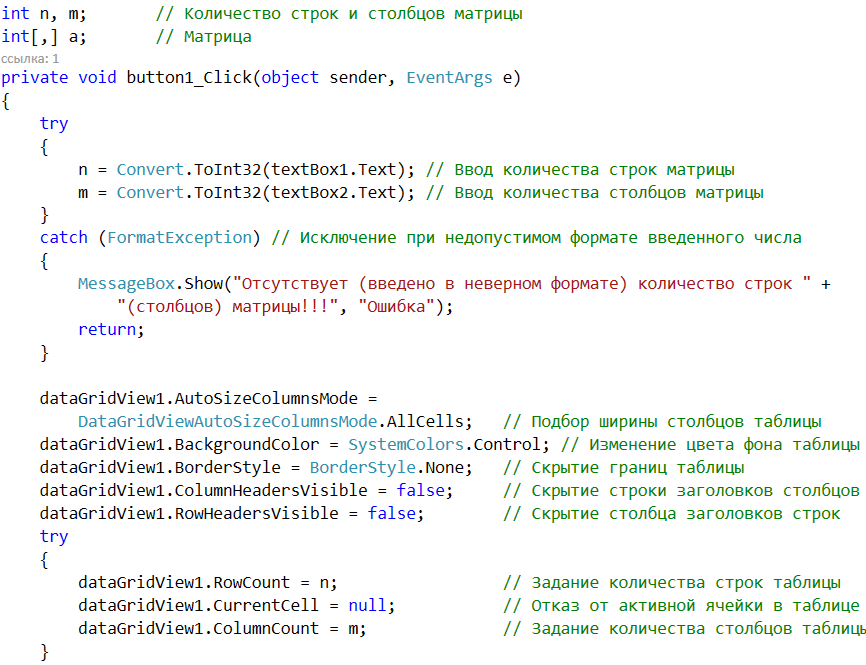 int n, m;       // Количество строк и столбцов матрицы
int[,] a;       // Матрица
ссылка: 1
private void button1_Click(object sender, EventArgs e)
{
    try
    {
        n = Convert.ToInt32(textBox1.Text); // Ввод количества строк матрицы
        m = Convert.ToInt32(textBox2.Text); // Ввод количества столбцов матрицы
    }
    catch (FormatException) // Исключение при недопустимом формате введенного числа
    {
        MessageBox.Show("Отсутствует (введено в неверном формате) количество строк " +
            "(столбцов) матрицы!!!", "Ошибка");
        return;
    }

    dataGridView1.AutoSizeColumnsMode =
        DataGridViewAutoSizeColumnsMode.AllCells;   // Подбор ширины столбцов таблицы
    dataGridView1.BackgroundColor = SystemColors.Control; // Изменение цвета фона таблицы
    dataGridView1.BorderStyle = BorderStyle.None;   // Скрытие границ таблицы
    dataGridView1.ColumnHeadersVisible = false;     // Скрытие строки заголовков столбцов
    dataGridView1.RowHeadersVisible = false;        // Скрытие столбца заголовков строк
    try
    {
        dataGridView1.RowCount = n;                 // Задание количества строк таблицы
        dataGridView1.CurrentCell = null;           // Отказ от активной ячейки в таблице
        dataGridView1.ColumnCount = m;              // Задание количества столбцов таблицы
    }